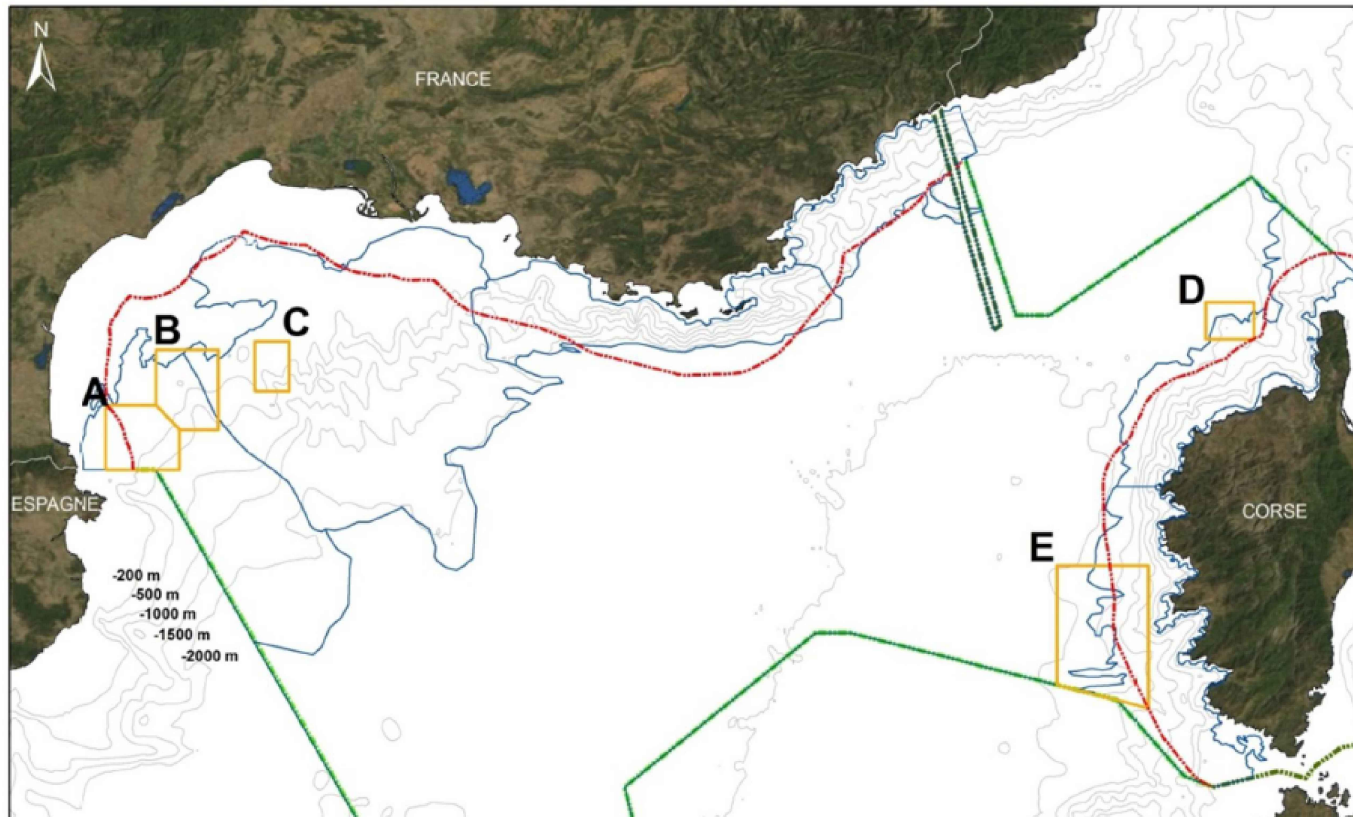 N
FRANCE
D
B
C
A
ESPAGNE
CORSE
E
-200 m
-500 m
-1000 m
-1500 m
-2000 m